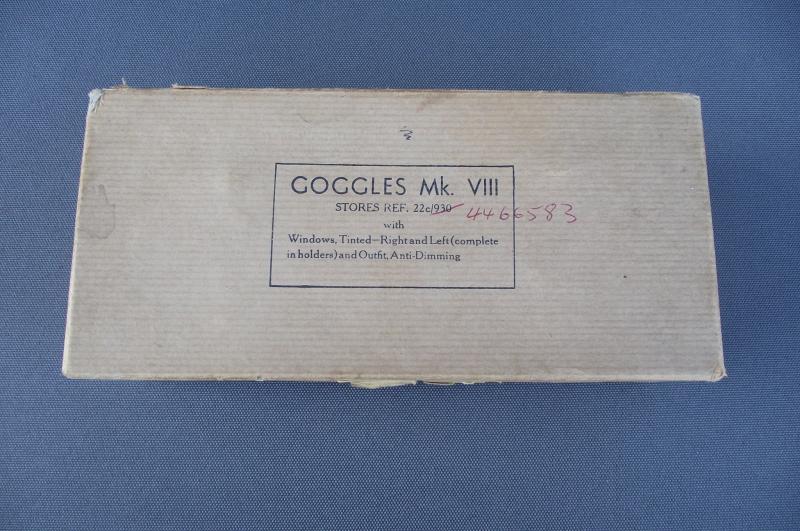 GOGGLES Mk. VIII
STORES REF. 22c/930 4466583
with
Windows, Tinted—Right and Left (complete
in holders) and Outfit, Anti-Dimming